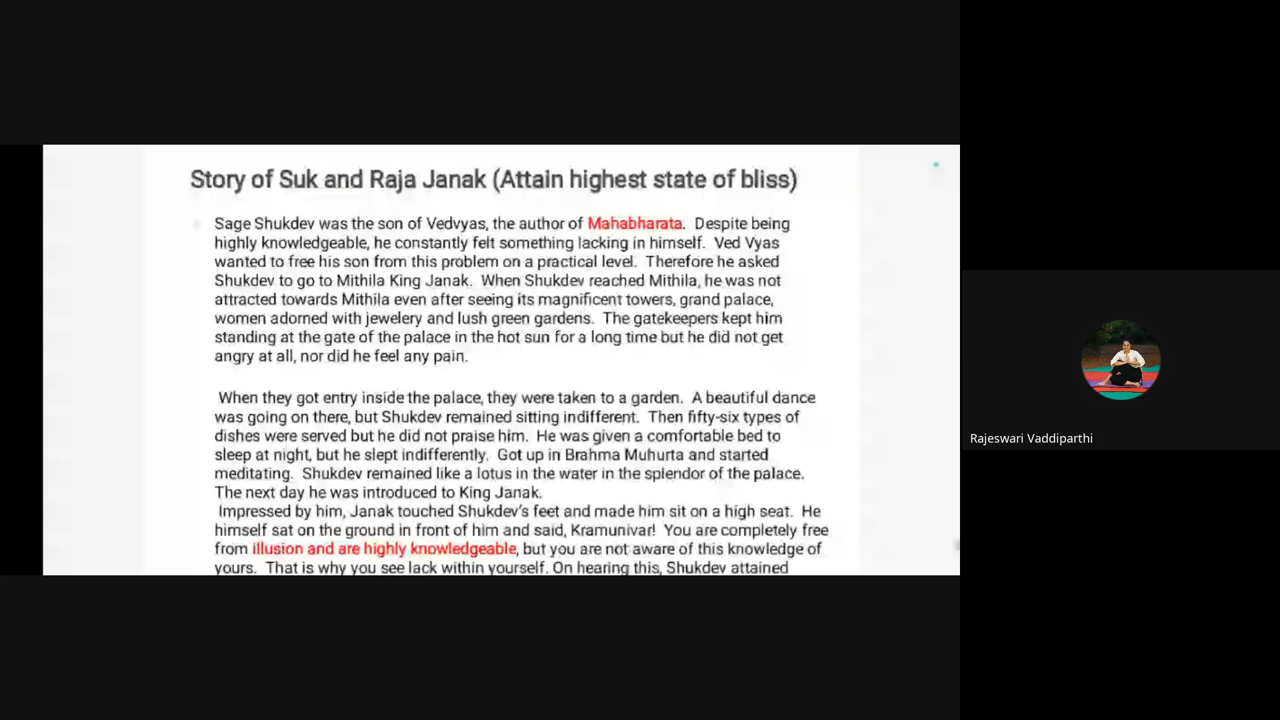 Story of Suk and Raja Janak (Attain highest state of bliss)
Sage Shukdev was the son of Vedvyas, the author of Mahabharata. Despite being
highly knowledgeable, he constantly felt something lacking in himself. Ved Vyas
wanted to free his son from this problem on a practical level. Therefore he asked
Shukdev to go to Mithila King Janak. When Shukdev reached Mithila, he was not
attracted towards Mithila even after seeing its magnificent towers, grand palace,
women adorned with jewelery and lush green gardens. The gatekeepers kept him
standing at the gate of the palace in the hot sun for a long time but he did not get
angry at all, nor did he feel any pain.
When they got entry inside the palace, they were taken to a garden. A beautiful dance
was going on there, but Shukdev remained sitting indifferent. Then fifty-six types of
dishes were served but he did not praise him. He was given a comfortable bed to
sleep at night, but he slept indifferently. Got up in Brahma Muhurta and started
meditating. Shukdev remained like a lotus in the water in the splendor of the palace.
The next day he was introduced to King Janak.
Impressed by him, Janak touched Shukdev's feet and made him sit on a high seat. He
himself sat on the ground in front of him and said, Kramunivar! You are completely free
from illusion and are highly knowledgeable, but you are not aware of this knowledge of
yours. That is why you see lack within yourself. On hearing this, Shukdev attained
Rajeswari Vaddiparthi